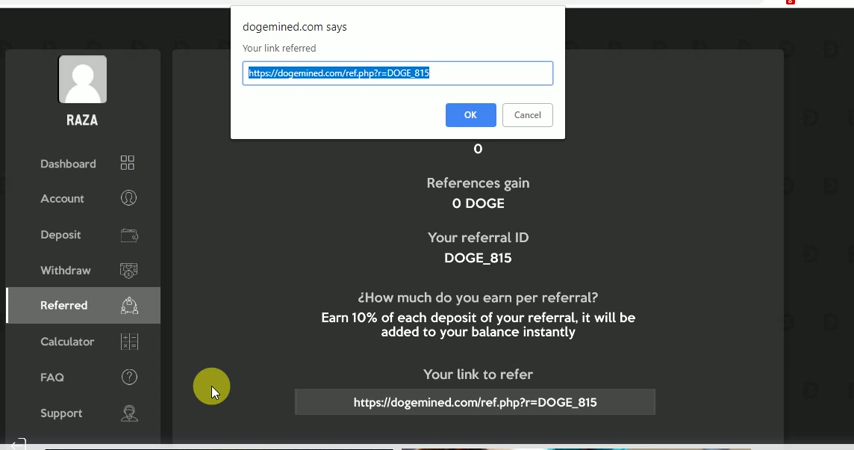 dogemined.com says
Your link referred
https://dogemined.com/ref.php?r=DOGE_815
OK
Cancel
RAZA
Dashboard
Account
Deposit
Withdraw
Referred
Calculator
FAQ
Support
0
References gain
0 DOGE
Your referral ID
DOGE_815
¿How much do you earn per referral?
Earn 10% of each deposit of your referral, it will be
added to your balance instantly
Your link to refer
https://dogemined.com/ref.php?r=DOGE_815